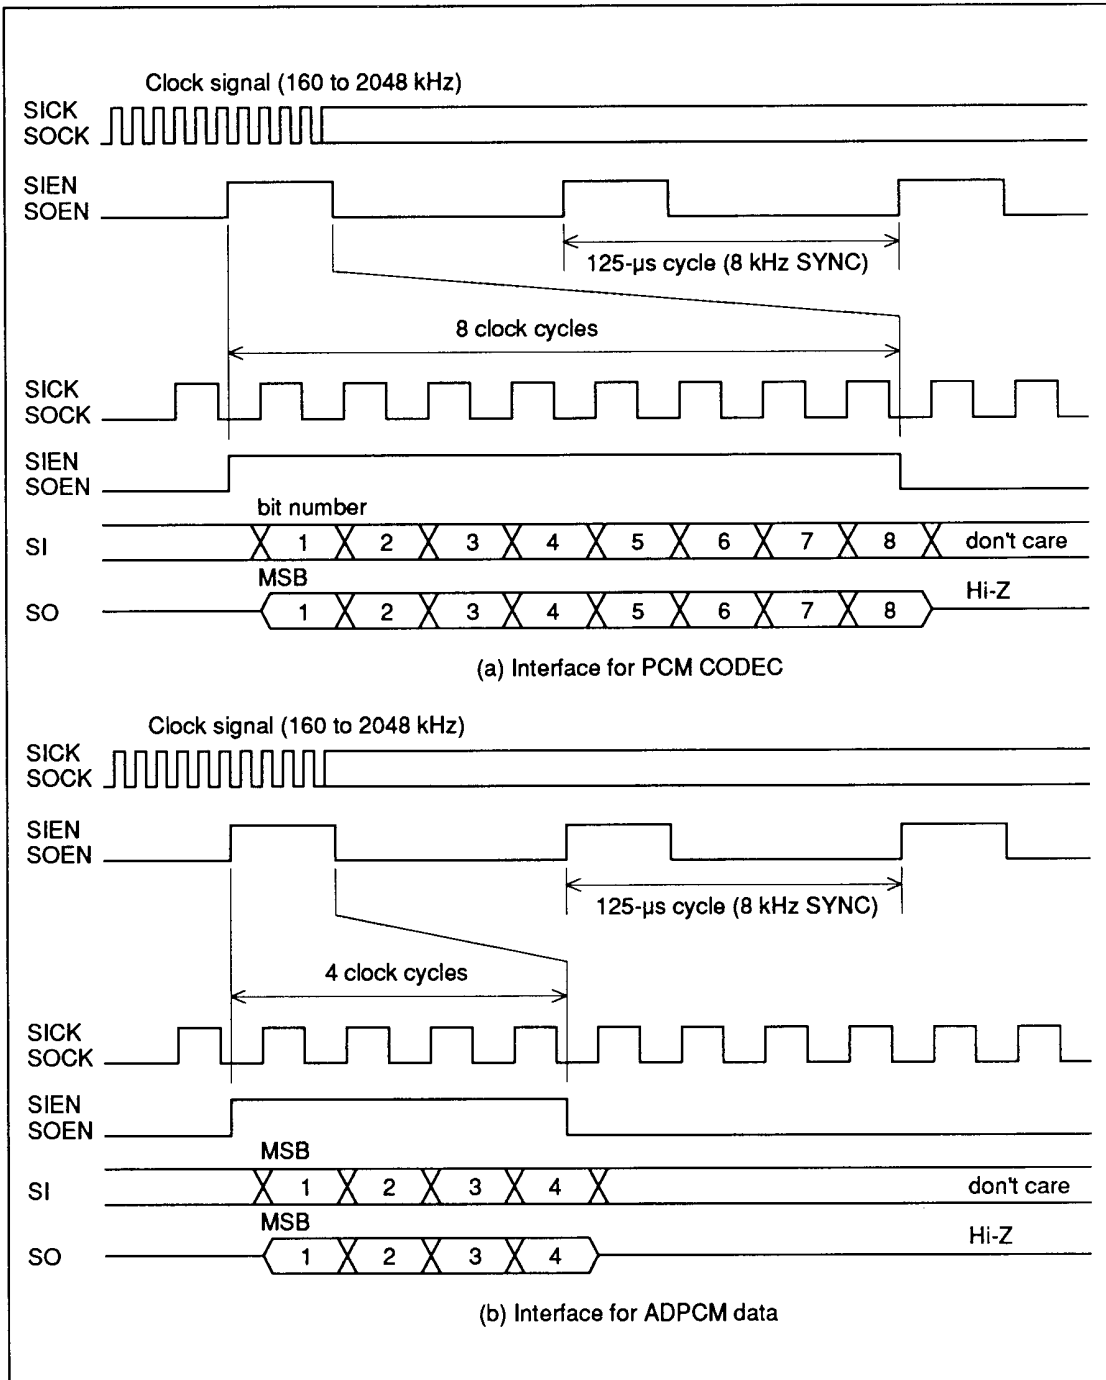 Clock signal (160 to 2048 kHz)
SICK
SOCK
SIEN
SOEN
125-µs cycle (8 kHz SYNC)
8 clock cycles
SICK
SOCK
SIEN
SOEN
bit number
SI 1 2 3 4 5 6 7 8 don't care
MSB
Hi-Z
SO 1 2 3 4 5 6 7 8
(a) Interface for PCM CODEC
Clock signal (160 to 2048 kHz)
SICK
SOCK
SIEN
SOEN
125-µs cycle (8 kHz SYNC)
4 clock cycles
SICK
SOCK
SIEN
SOEN
MSB
SI 1 2 3 4 don't care
MSB
Hi-Z
SO 1 2 3 4
(b) Interface for ADPCM data